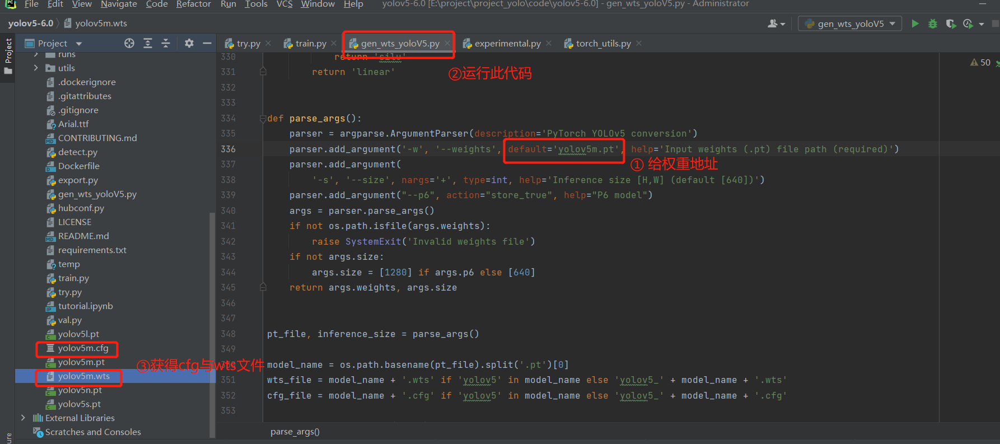 File Edit View Navigate Code Refactor Run Tools VCS Window Help yolov5-6.0 [E:\project\project_yolo\code\yolov5-6.0] - gen_wts_yoloV5.py - Administrator
yolov5-6.0 yolov5m.wts gen_wts_yoloV5
Project
Project
try.py train.py gen_wts_yoloV5.py experimental.py torch_utils.py
50
runs
utils
.dockerignore
.gitattributes
.gitignore
Arial.ttf
CONTRIBUTING.md
detect.py
Dockerfile
export.py
gen_wts_yoloV5.py
hubconf.py
LICENSE
README.md
requirements.txt
temp
train.py
try.py
tutorial.ipynb
val.py
yolov5l.pt
yolov5m.cfg
yolov5m.pt
yolov5m.wts
yolov5n.pt
yolov5s.pt
External Libraries
Scratches and Consoles
③获得cfg与wts文件
330 return 'silu'
331 return 'linear'
②运行此代码
332
333
334 def parse_args():
335 parser = argparse.ArgumentParser(description='PyTorch YOLOv5 conversion')
336 parser.add_argument('-w', '--weights', default='yolov5m.pt', help='Input weights (.pt) file path (required)')
337 parser.add_argument(
① 给权重地址
338 '-s', '--size', nargs='+', type=int, help='Inference size [H,W] (default [640])')
339 parser.add_argument("--p6", action="store_true", help="P6 model")
340 args = parser.parse_args()
341 if not os.path.isfile(args.weights):
342 raise SystemExit('Invalid weights file')
343 if not args.size:
344 args.size = [1280] if args.p6 else [640]
345 return args.weights, args.size
346
347
348 pt_file, inference_size = parse_args()
349
model_name = os.path.basename(pt_file).split('.pt')[0]
351 wts_file = model_name + '.wts' if 'yolov5' in model_name else 'yolov5_' + model_name + '.wts'
352 cfg_file = model_name + '.cfg' if 'yolov5' in model_name else 'yolov5_' + model_name + '.cfg'
353
parse_args()